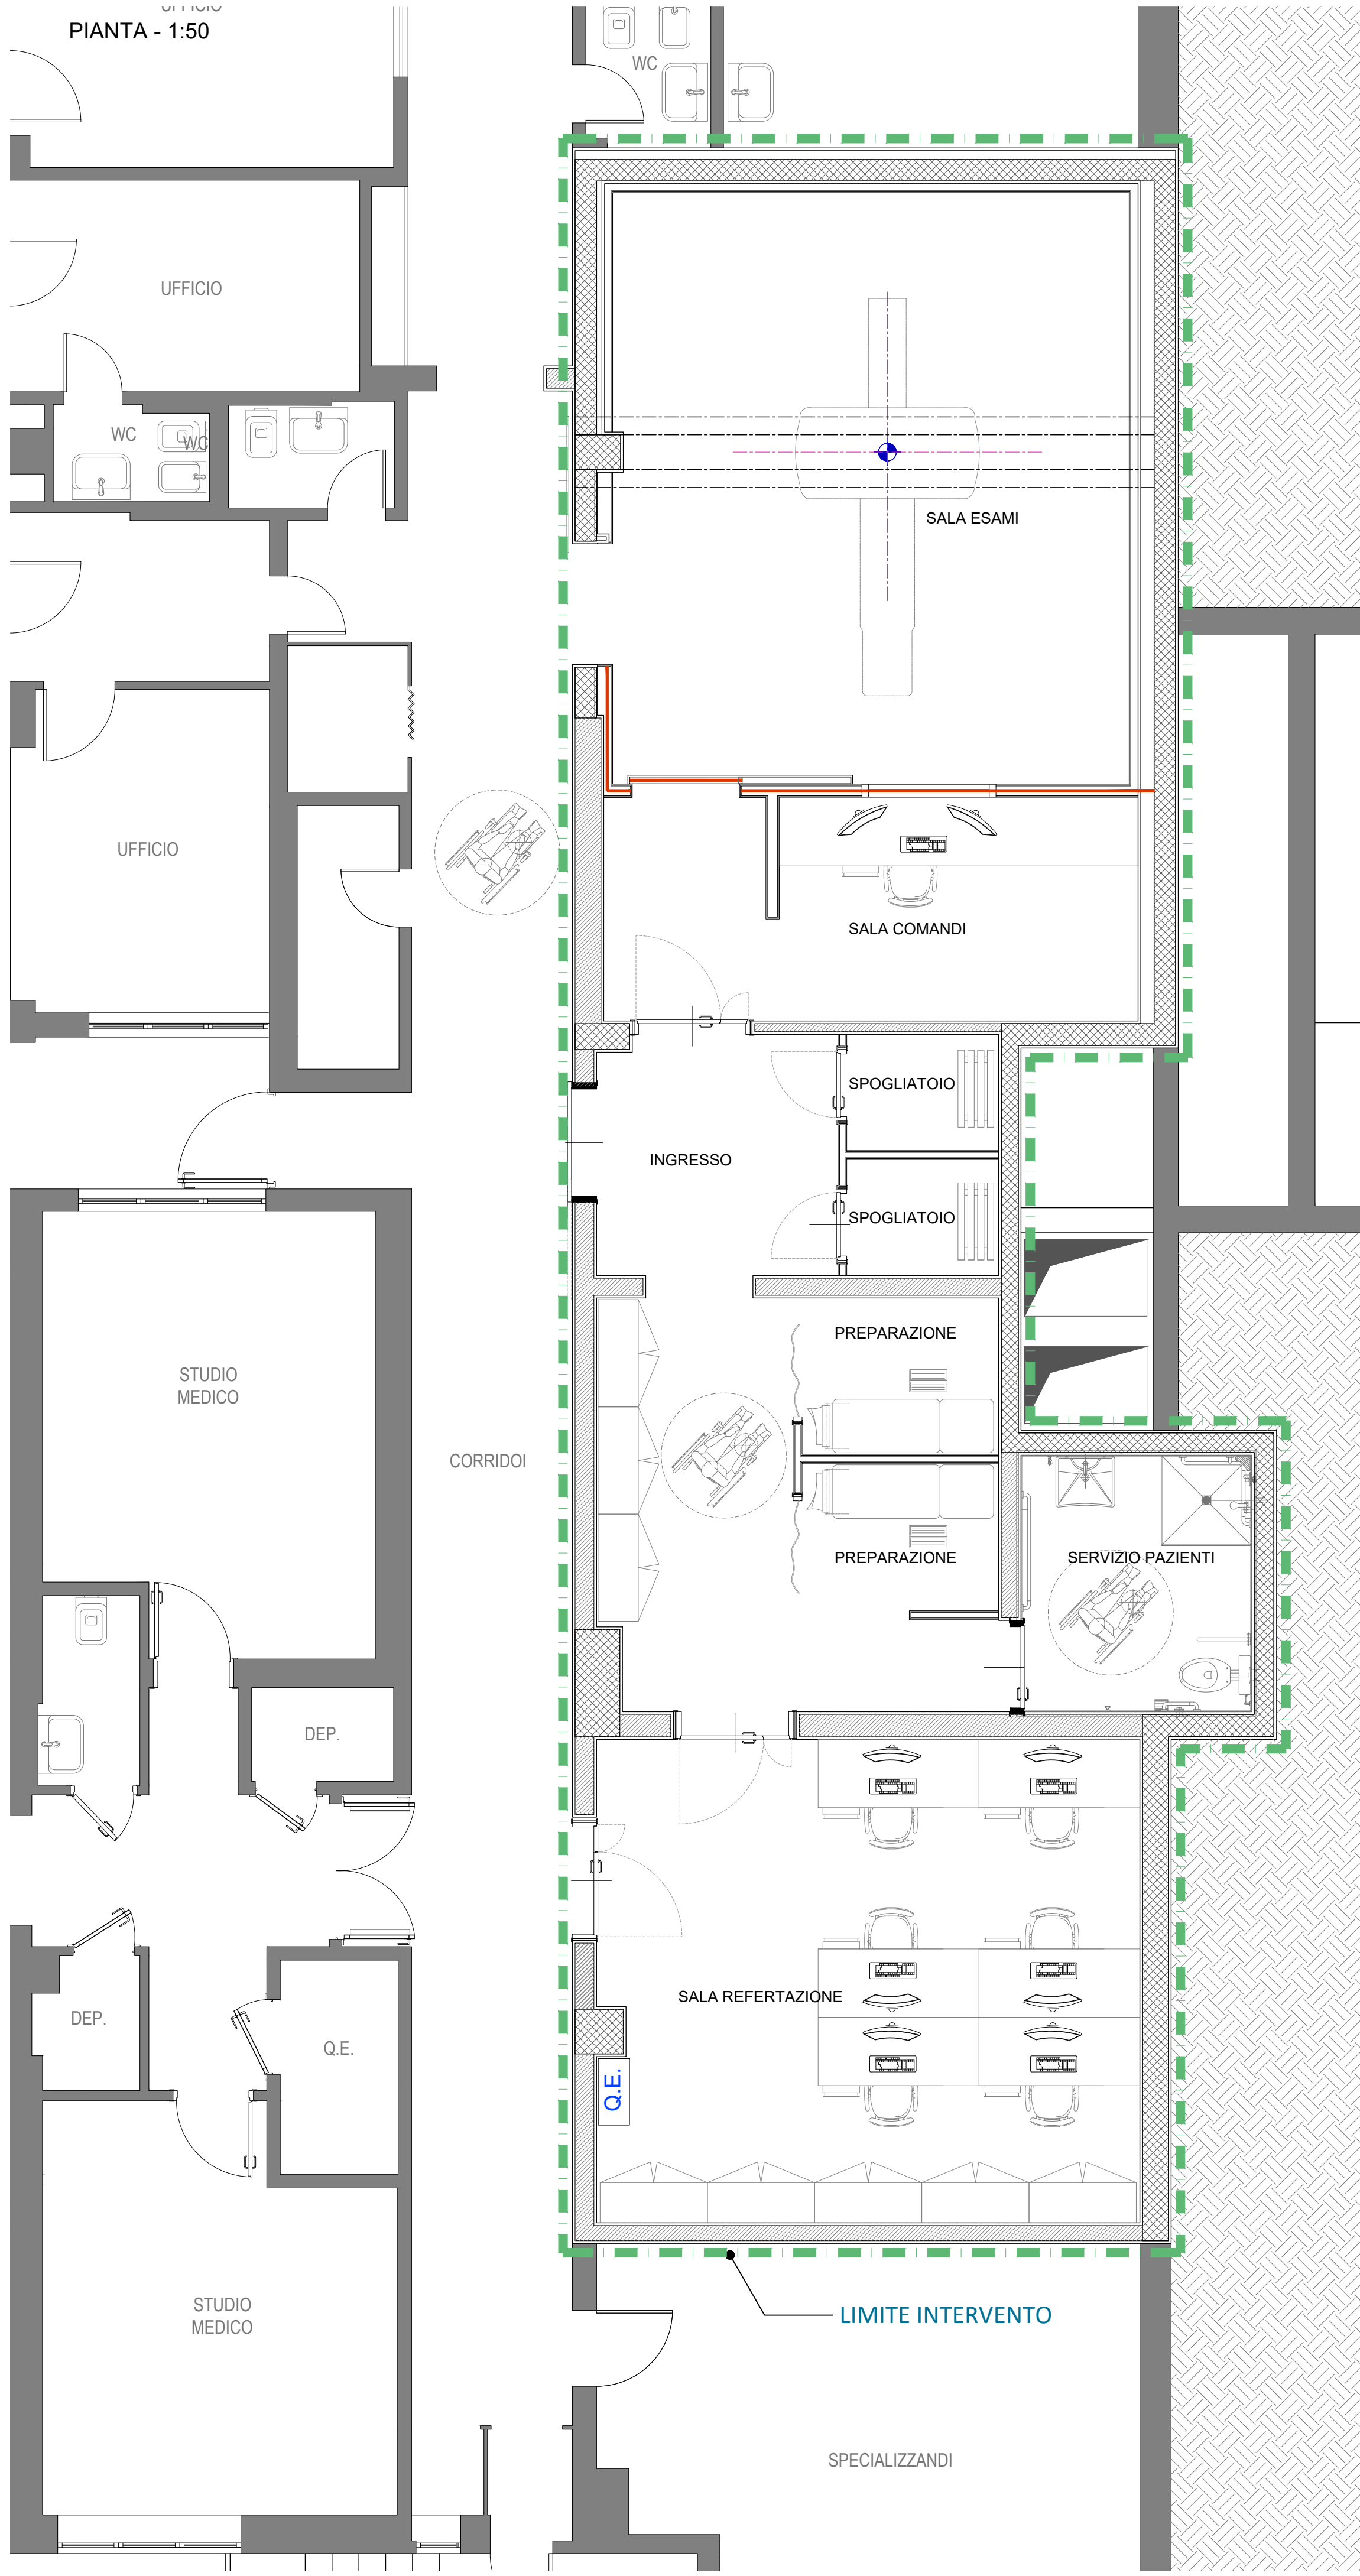 UFFICIO
PIANTA - 1:50
WC
UFFICIO
WC
WC
SALA ESAMI
UFFICIO
SALA COMANDI
SPOGLIATOIO
INGRESSO
SPOGLIATOIO
PREPARAZIONE
STUDIO
MEDICO
CORRIDOI
PREPARAZIONE
SERVIZIO PAZIENTI
DEP.
SALA REFERTAZIONE
DEP.
Q.E.
Q.E.
STUDIO
MEDICO
LIMITE INTERVENTO
SPECIALIZZANDI